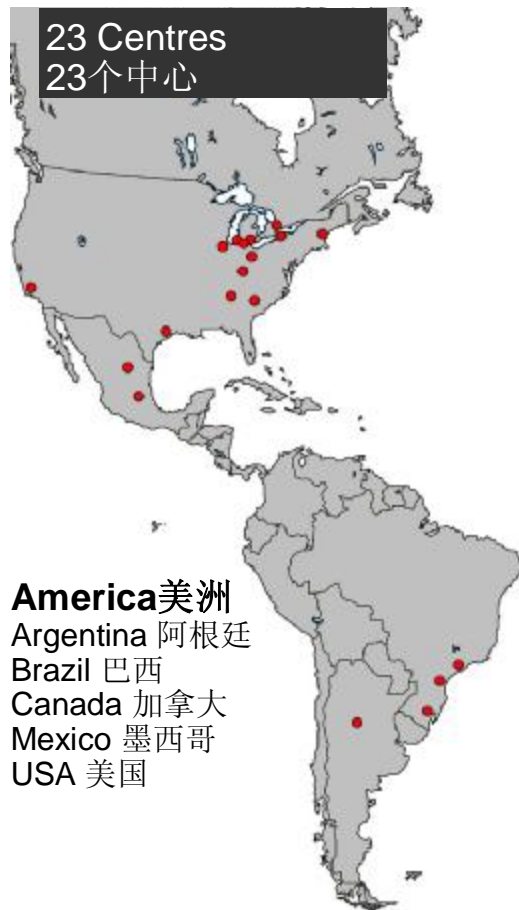 23 Centres
23个中心
America美洲
Argentina 阿根廷
Brazil 巴西
Canada 加拿大
Mexico 墨西哥
USA 美国